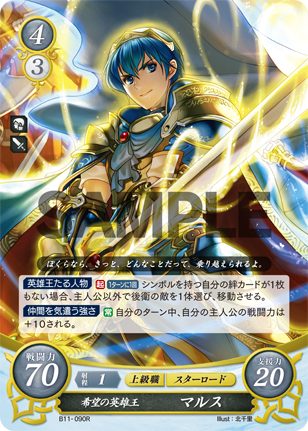 4
3
SAMPLE
ぼくらなら、きっと、どんなことだって、乗り越えられるよ。
英雄王たる人物 起 1ターンに1回 シンボルを持つ自分の絆カードが1枚
もない場合、主人公以外で後衛の敵を1体選び、移動させる。
仲間を気遣う強さ 常 自分のターン中、自分の主人公の戦闘力は
+10される。
戦闘力
70
射程 1 上級職 スターロード
支援力
20
希望の英雄王 マルス
B11-090R
Illust:北千里